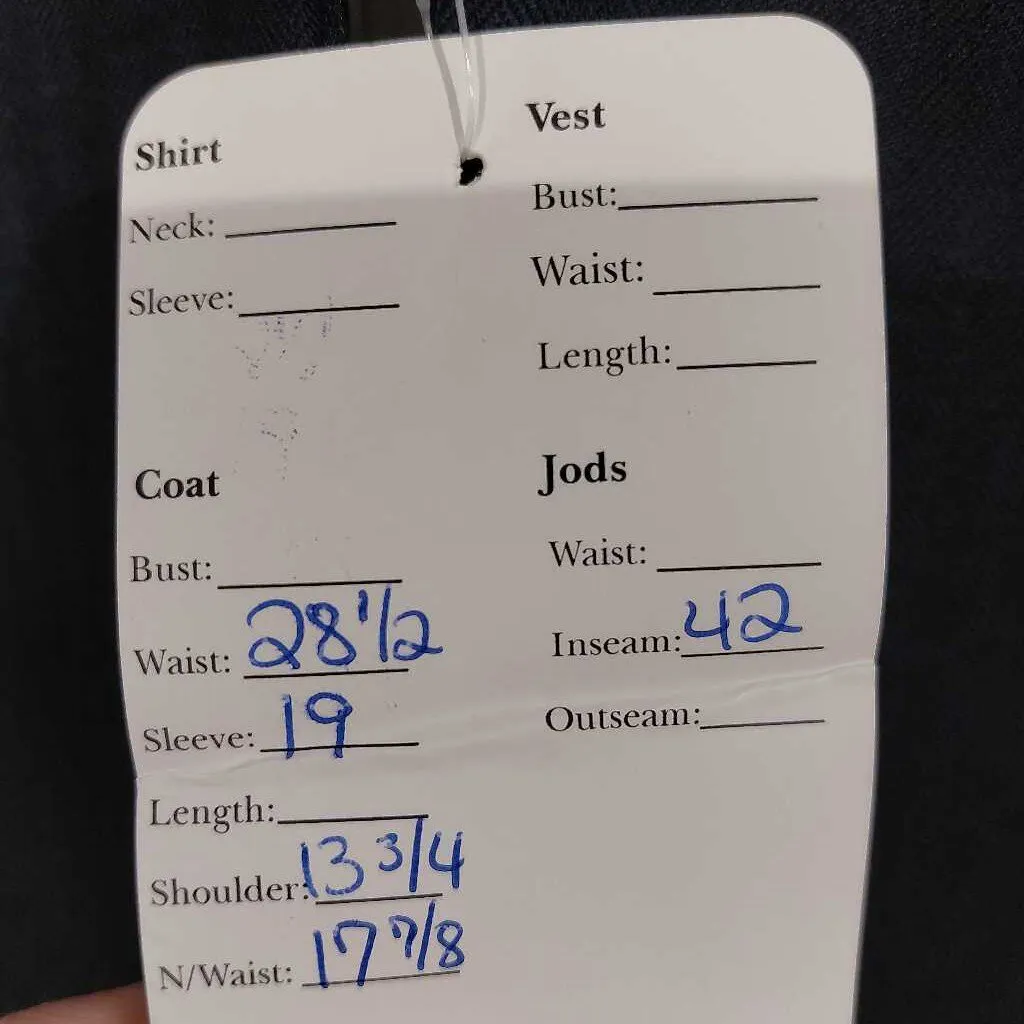 Shirt
Neck:
Sleeve:
Coat
Bust:
Waist: 28 1/2
Sleeve: 19
Length:
Shoulder: 13 3/4
N/Waist: 17 7/8
Vest
Bust:
Waist:
Length:
Jods
Waist:
Inseam: 42
Outseam: